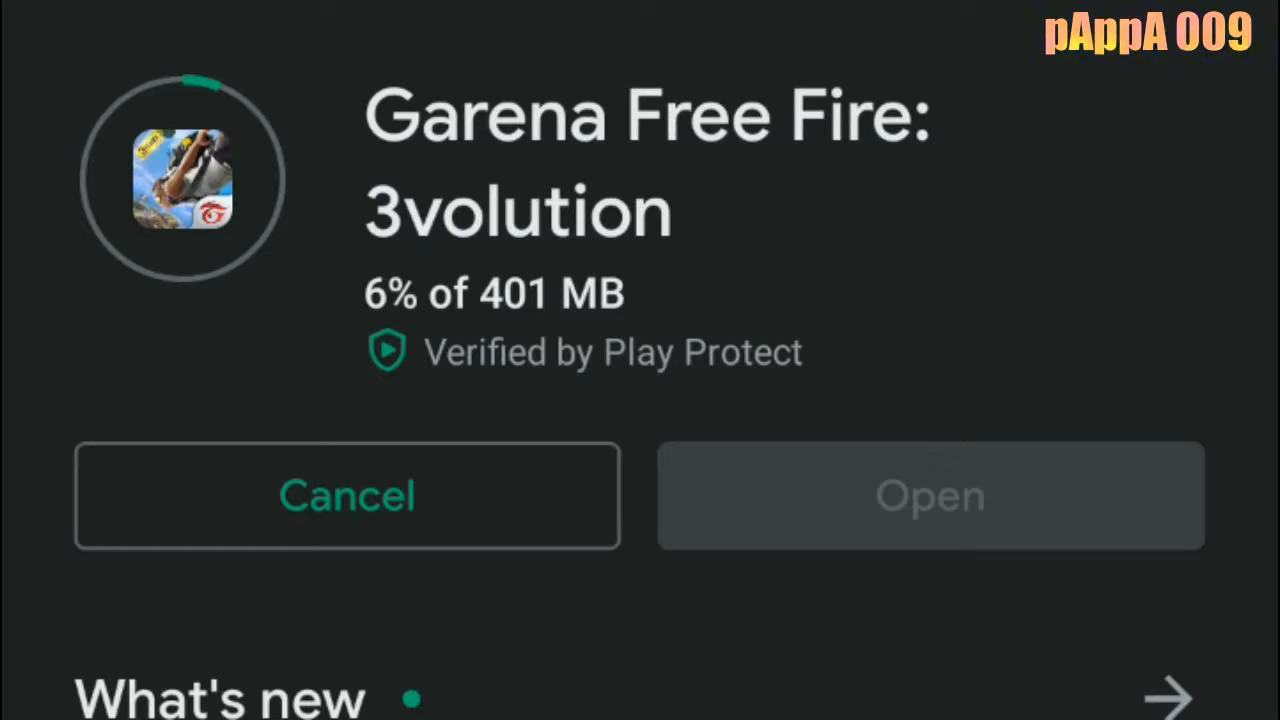 pAppA 009
Garena Free Fire:
3volution
6% of 401 MB
Verified by Play Protect
Cancel
Open
What's new